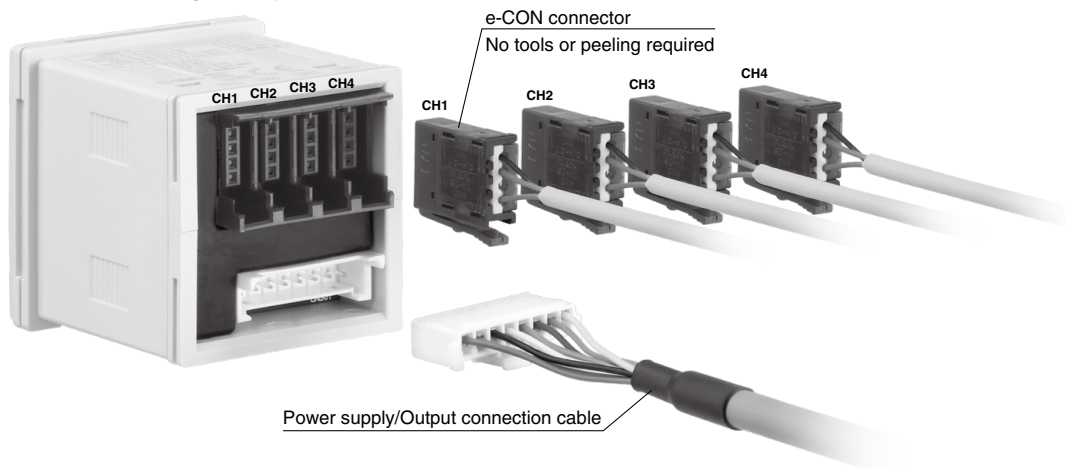 e-CON connector
No tools or peeling required
CH1 CH2 CH3 CH4
CH1
CH2
CH3
CH4
Power supply/Output connection cable